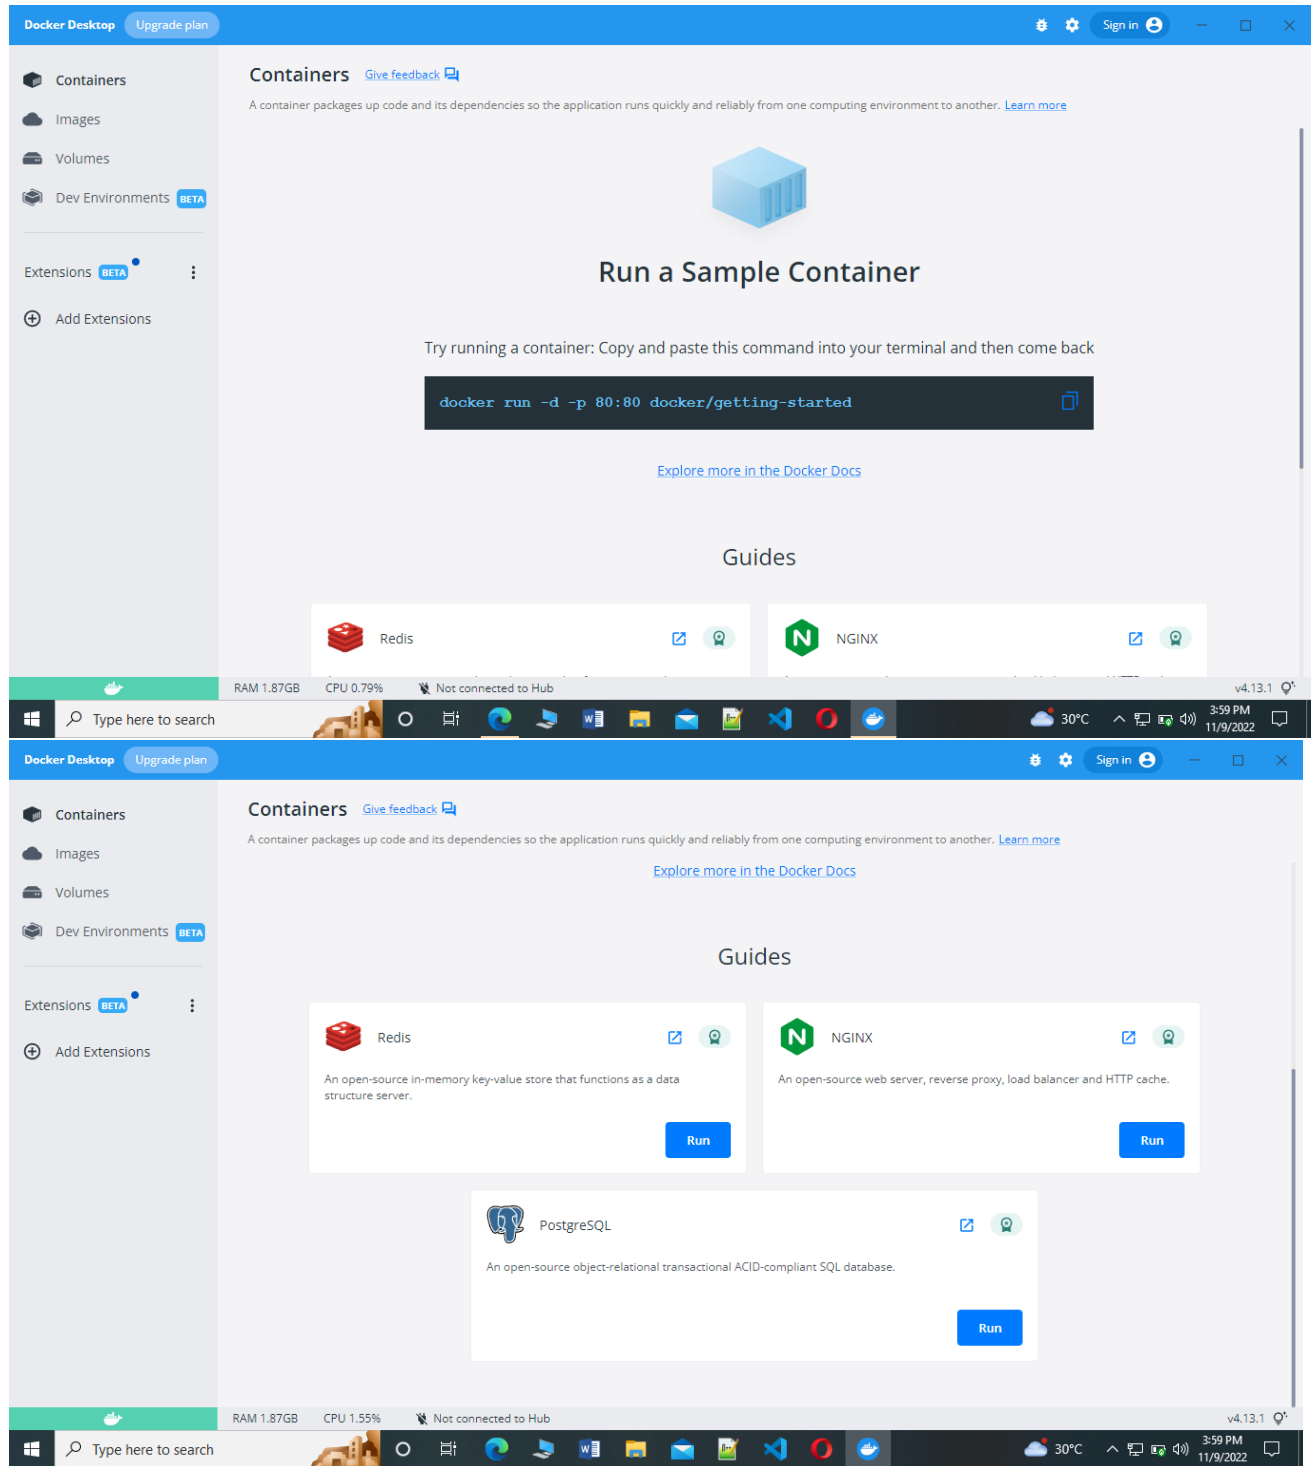 Docker Desktop Upgrade plan Sign in
Containers
Images
Volumes
Dev Environments BETA
Extensions BETA
Add Extensions
Containers Give feedback
A container packages up code and its dependencies so the application runs quickly and reliably from one computing environment to another. Learn more
Run a Sample Container
Try running a container: Copy and paste this command into your terminal and then come back
docker run -d -p 80:80 docker/getting-started
Explore more in the Docker Docs
Guides
Redis
NGINX
RAM 1.87GB CPU 0.79% Not connected to Hub v4.13.1
Type here to search 30°C 3:59 PM
11/9/2022
Docker Desktop Upgrade plan Sign in
Containers
Images
Volumes
Dev Environments BETA
Extensions BETA
Add Extensions
Containers Give feedback
A container packages up code and its dependencies so the application runs quickly and reliably from one computing environment to another. Learn more
Explore more in the Docker Docs
Guides
Redis
An open-source in-memory key-value store that functions as a data
structure server.
Run
NGINX
An open-source web server, reverse proxy, load balancer and HTTP cache.
Run
PostgreSQL
An open-source object-relational transactional ACID-compliant SQL database.
Run
RAM 1.87GB CPU 1.55% Not connected to Hub v4.13.1
Type here to search 30°C 3:59 PM
11/9/2022